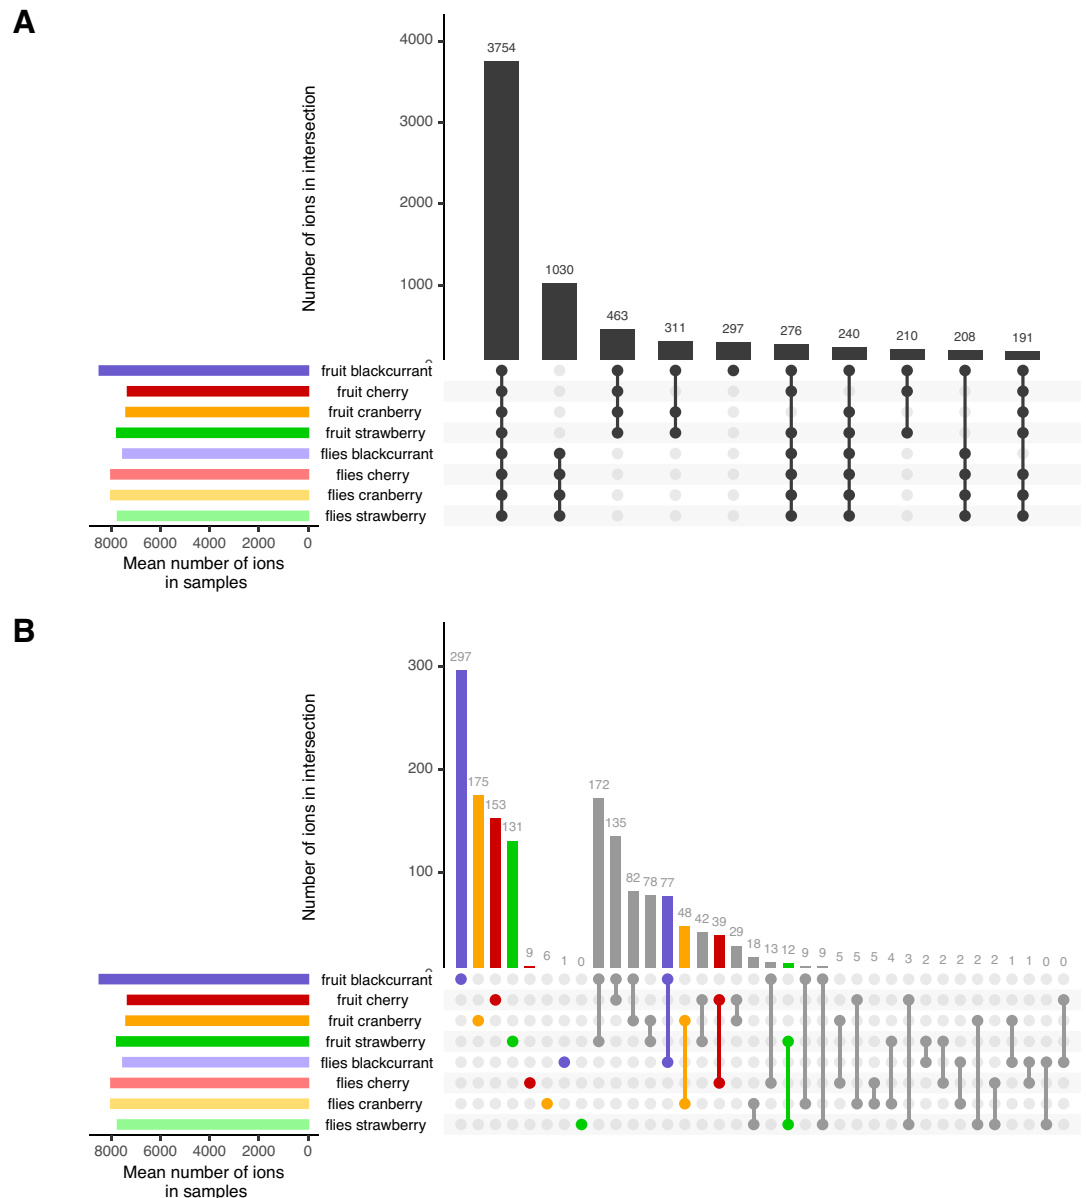 A
Number of ions in intersection
4000
3000
2000
1000
0
3754
1030
463
311
297
276
240
210
208
191
fruit blackcurrant
fruit cherry
fruit cranberry
fruit strawberry
flies blackcurrant
flies cherry
flies cranberry
flies strawberry
8000 6000 4000 2000 0
Mean number of ions
in samples
B
Number of ions in intersection
300
200
100
0
297
175
153
131
9
6
1
0
172
135
82
78
77
48
42
39
29
18
13
12
9
9
5
5
5
4
3
2
2
2
2
2
1
1
0
0
fruit blackcurrant
fruit cherry
fruit cranberry
fruit strawberry
flies blackcurrant
flies cherry
flies cranberry
flies strawberry
8000 6000 4000 2000 0
Mean number of ions
in samples